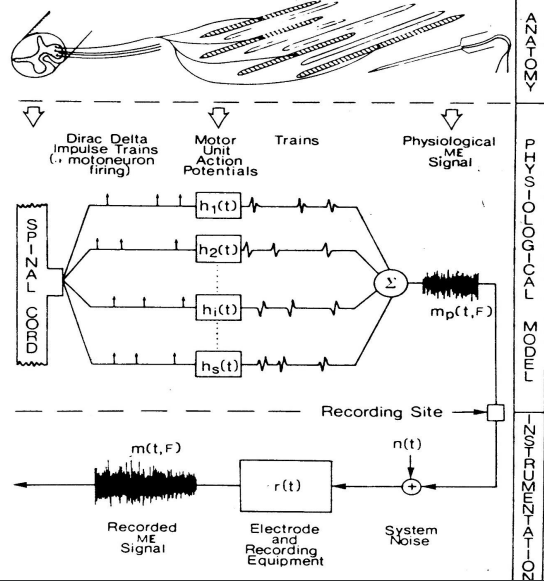 ANATOMY
Dirac Delta
Impulse Trains
(., motoneuron
firing)
Motor
Unit
Action
Potentials
Trains
Physiological
ME
Signal
PHYSIOLOGICAL MODEL
SPINAL CORD
h1(t)
h2(t)
hi(t)
hs(t)
Σ
mp(t,F)
Recording Site
INSTRUMENTATION
m(t,F)
n(t)
r(t)
+
Recorded
ME
Signal
Electrode
and
Recording
Equipment
System
Noise